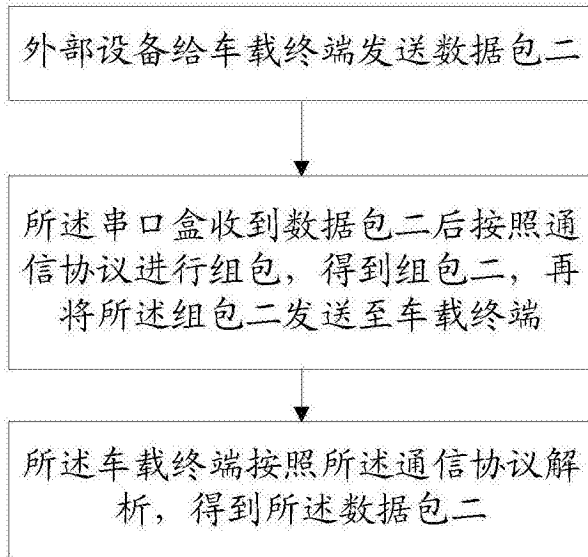 外部设备给车载终端发送数据包二
所述串口盒收到数据包二后按照通
信协议进行组包，得到组包二，再
将所述组包二发送至车载终端
所述车载终端按照所述通信协议解
析，得到所述数据包二